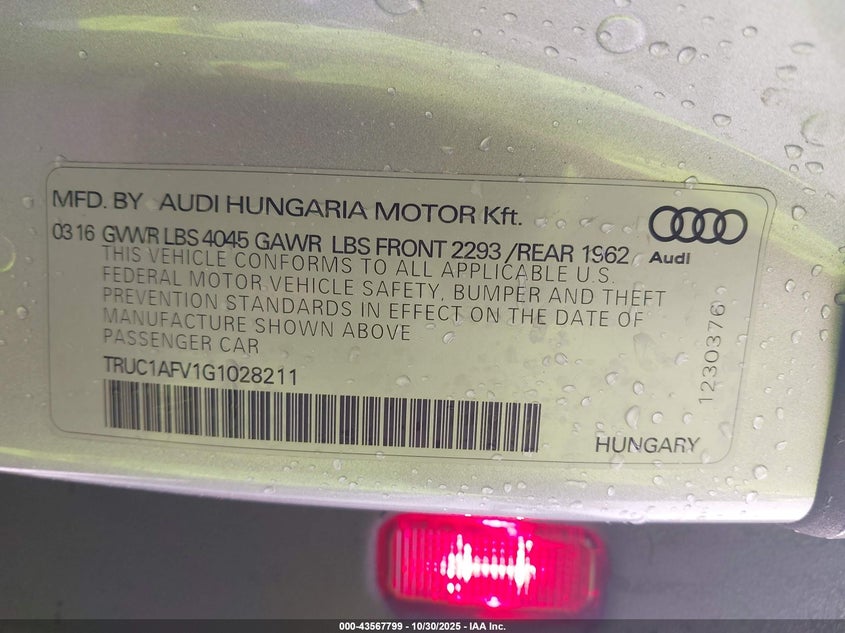 MFD. BY AUDI HUNGARIA MOTOR Kft.
03 16 GVWR LBS 4045 GAWR LBS FRONT 2293 /REAR 1962
Audi
THIS VEHICLE CONFORMS TO ALL APPLICABLE U.S.
FEDERAL MOTOR VEHICLE SAFETY, BUMPER AND THEFT
PREVENTION STANDARDS IN EFFECT ON THE DATE OF
MANUFACTURE SHOWN ABOVE
PASSENGER CAR
TRUC1AFV1G1028211
1230376
HUNGARY
000-43567799 - 10/30/2025 - IAA Inc.